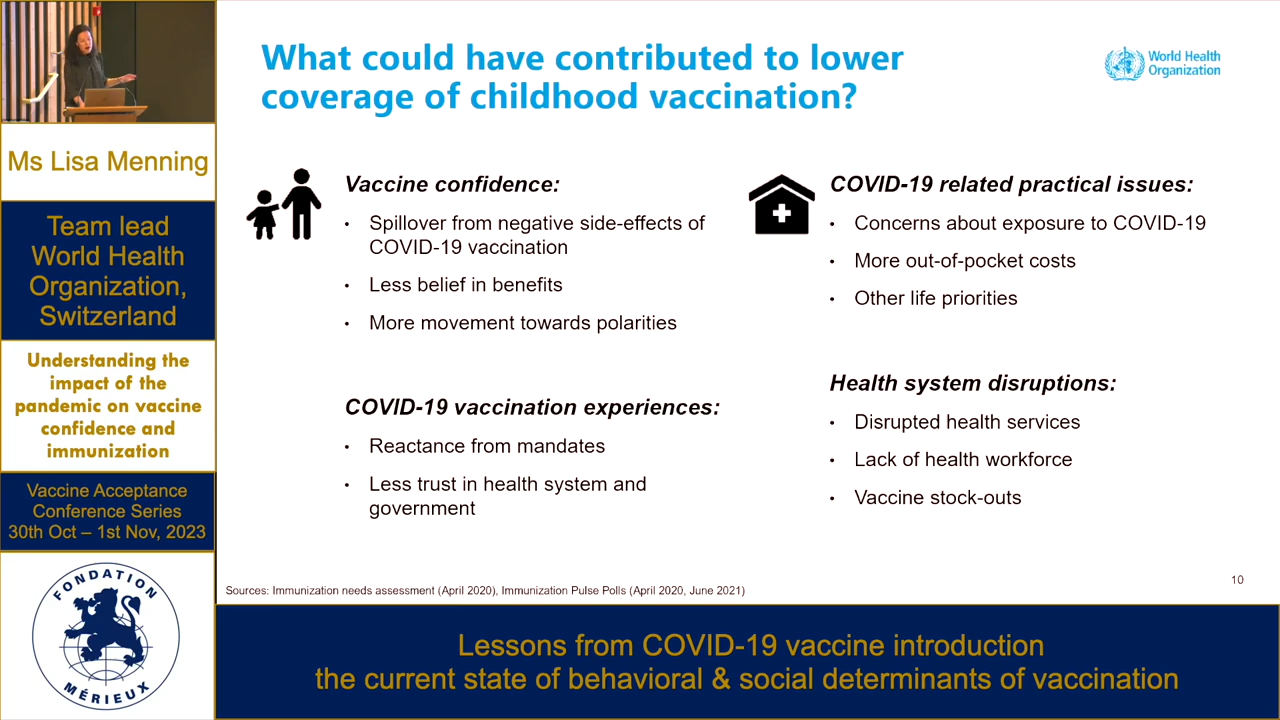 Ms Lisa Menning
Team lead
World Health
Organization,
Switzerland
Understanding the
impact of the
pandemic on vaccine
confidence and
immunization
Vaccine Acceptance
Conference Series
30th Oct – 1st Nov, 2023
FONDATION
MÉRIEUX
What could have contributed to lower
coverage of childhood vaccination?
World Health
Organization
Vaccine confidence:
• Spillover from negative side-effects of
COVID-19 vaccination
• Less belief in benefits
• More movement towards polarities
COVID-19 vaccination experiences:
• Reactance from mandates
• Less trust in health system and
government
COVID-19 related practical issues:
• Concerns about exposure to COVID-19
• More out-of-pocket costs
• Other life priorities
Health system disruptions:
• Disrupted health services
• Lack of health workforce
• Vaccine stock-outs
10
Sources: Immunization needs assessment (April 2020), Immunization Pulse Polls (April 2020, June 2021)
Lessons from COVID-19 vaccine introduction
the current state of behavioral & social determinants of vaccination